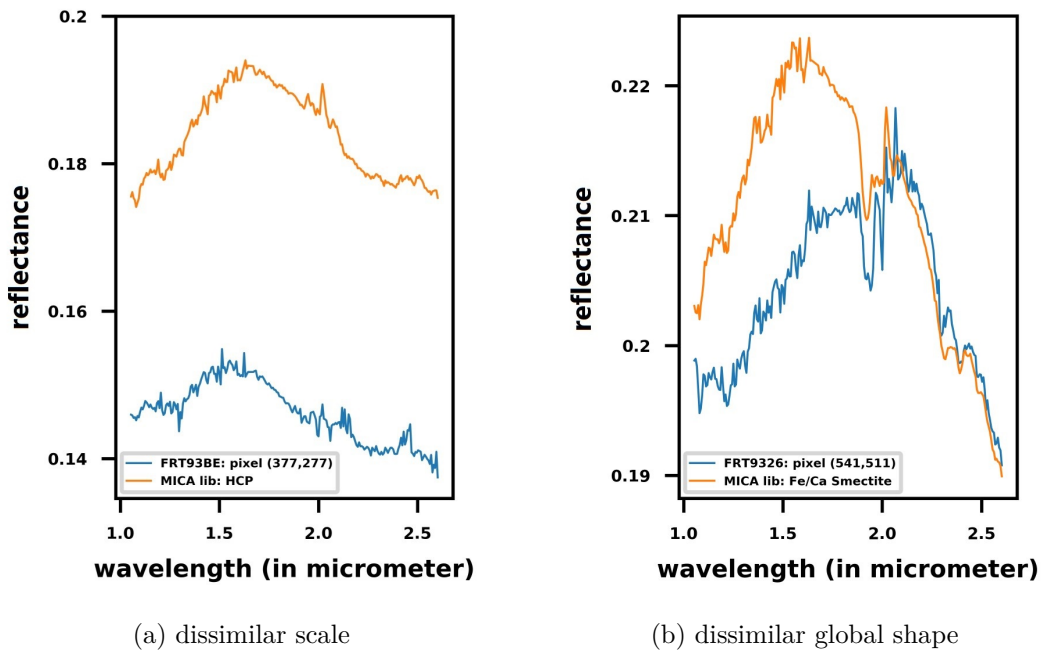 0.2
0.18
0.16
0.14
reflectance
1.0 1.5 2.0 2.5
wavelength (in micrometer)
FRT93BE: pixel (377,277)
MICA lib: HCP
(a) dissimilar scale
0.22
0.21
0.2
0.19
reflectance
1.0 1.5 2.0 2.5
wavelength (in micrometer)
FRT9326: pixel (541,511)
MICA lib: Fe/Ca Smectite
(b) dissimilar global shape